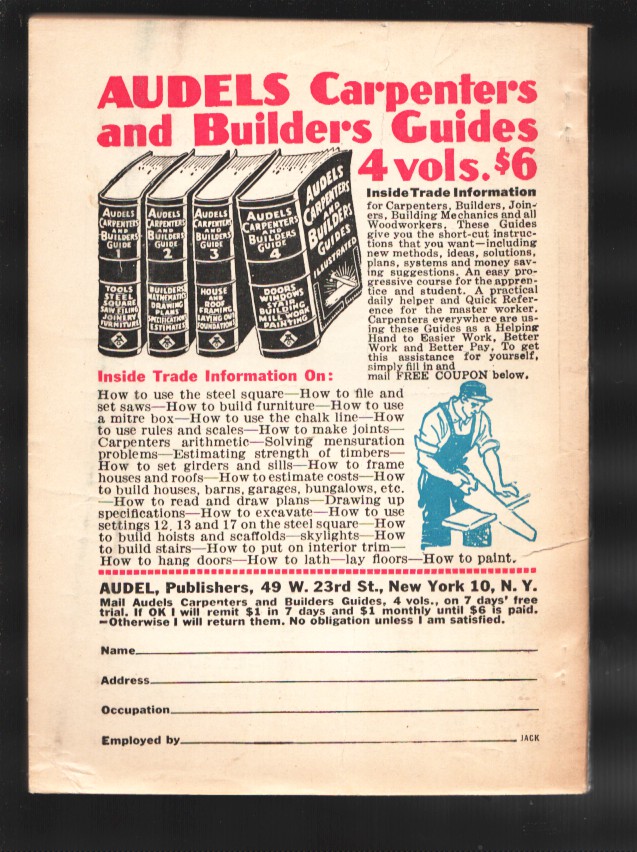 AUDELS Carpenters
and Builders Guides
4 vols. $6
AUDELS
CARPENTERS
AND
BUILDERS
GUIDE
1
TOOLS
STEEL
SQUARE
SAW FILING
JOINERY
FURNITURE
AUDELS
CARPENTERS
AND
BUILDERS
GUIDE
2
BUILDERS
MATHEMATICS
DRAWING
PLANS
SPECIFICATIONS
ESTIMATES
AUDELS
CARPENTERS
AND
BUILDERS
GUIDE
3
HOUSE
AND
ROOF
FRAMING
LAYING OUT
FOUNDATIONS
AUDELS
CARPENTERS
AND
BUILDERS
GUIDE
4
DOORS
WINDOWS
STAIR
BUILDING
MILL WORK
PAINTING
AUDELS
CARPENTERS
AND
BUILDERS
GUIDES
ILLUSTRATED
Inside Trade Information
for Carpenters, Builders, Join-
ers, Building Mechanics and all
Woodworkers. These Guides
give you the short-cut instruc-
tions that you want—including
new methods, ideas, solutions,
plans, systems and money sav-
ing suggestions. An easy pro-
gressive course for the appren-
tice and student. A practical
daily helper and Quick Refer-
ence for the master worker.
Carpenters everywhere are us-
ing these Guides as a Helping
Hand to Easier Work, Better
Work and Better Pay. To get
this assistance for yourself,
simply fill in and
mail FREE COUPON below.
Inside Trade Information On:
How to use the steel square—How to file and
set saws—How to build furniture—How to use
a mitre box—How to use the chalk line—How
to use rules and scales—How to make joints—
Carpenters arithmetic—Solving mensuration
problems—Estimating strength of timbers—
How to set girders and sills—How to frame
houses and roofs—How to estimate costs—How
to build houses, barns, garages, bungalows, etc.
—How to read and draw plans—Drawing up
specifications—How to excavate—How to use
settings 12, 13 and 17 on the steel square—How
to build hoists and scaffolds—skylights—How
to build stairs—How to put on interior trim—
How to hang doors—How to lath—lay floors—How to paint.
AUDEL, Publishers, 49 W. 23rd St., New York 10, N. Y.
Mail Audels Carpenters and Builders Guides, 4 vols., on 7 days' free
trial. If OK I will remit $1 in 7 days and $1 monthly until $6 is paid.
—Otherwise I will return them. No obligation unless I am satisfied.
Name
Address
Occupation
Employed by JACK